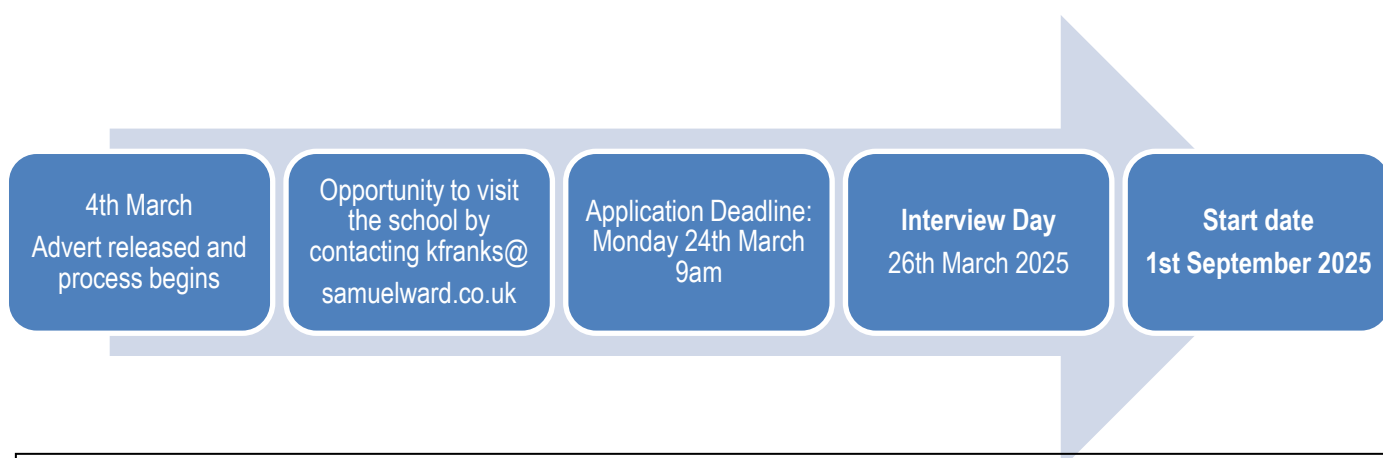 4th March
Advert released and
process begins
Opportunity to visit
the school by
contacting kfranks@
samuelward.co.uk
Application Deadline:
Monday 24th March
9am
Interview Day
26th March 2025
Start date
1st September 2025